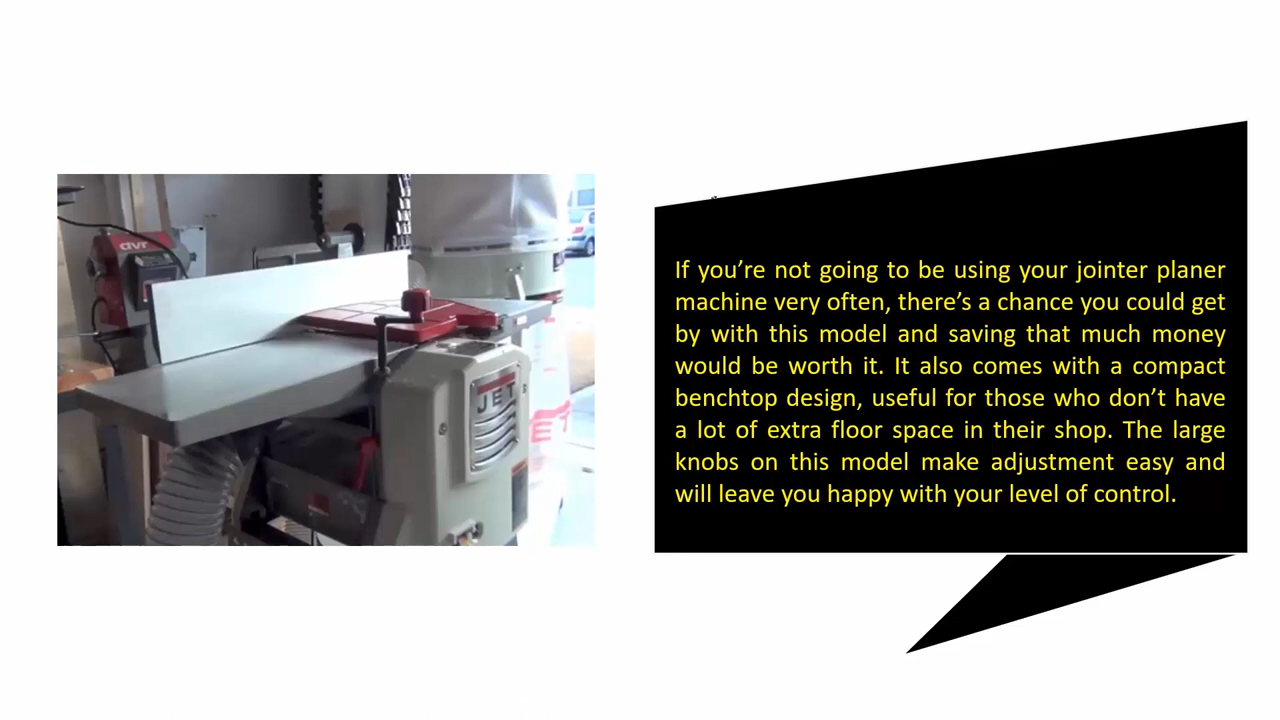 dvr
JET
If you’re not going to be using your jointer planer
machine very often, there’s a chance you could get
by with this model and saving that much money
would be worth it. It also comes with a compact
benchtop design, useful for those who don’t have
a lot of extra floor space in their shop. The large
knobs on this model make adjustment easy and
will leave you happy with your level of control.